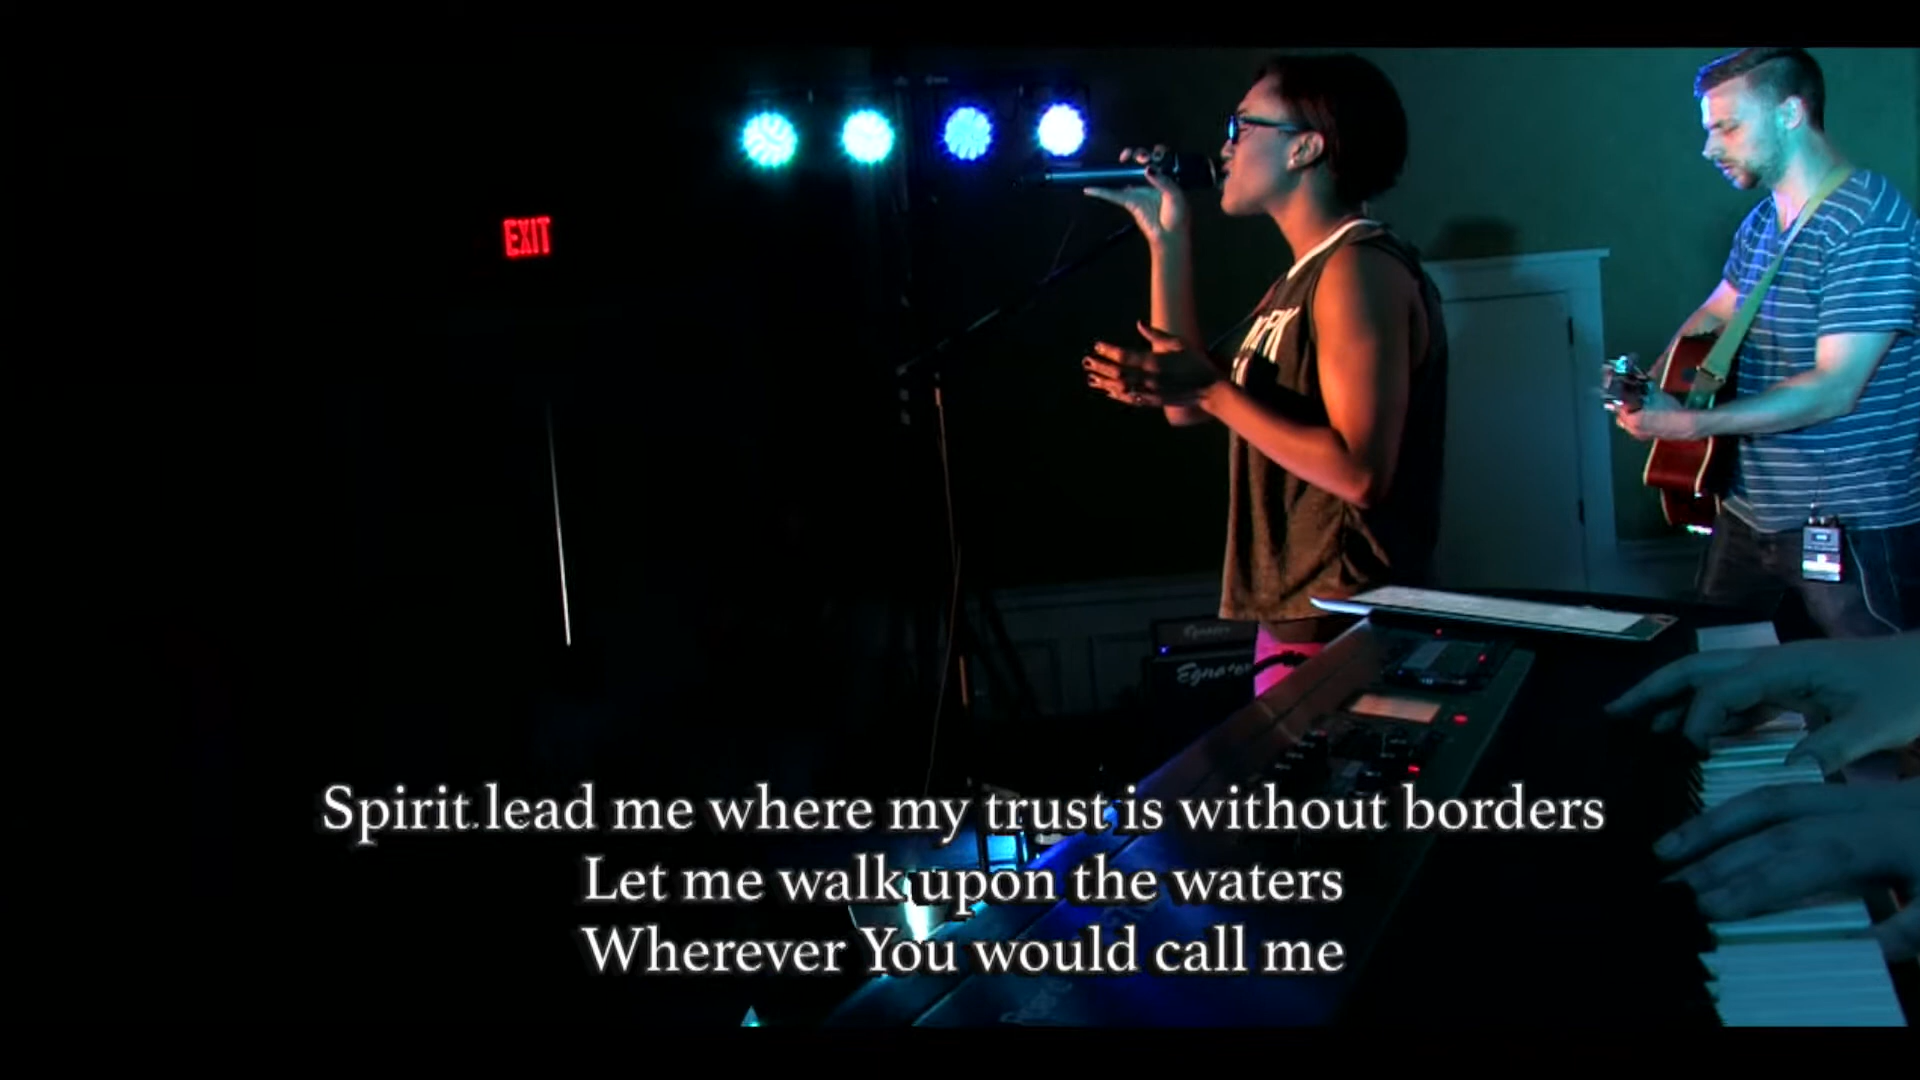 EXIT
Spirit lead me where my trust is without borders
Let me walk upon the waters
Wherever You would call me